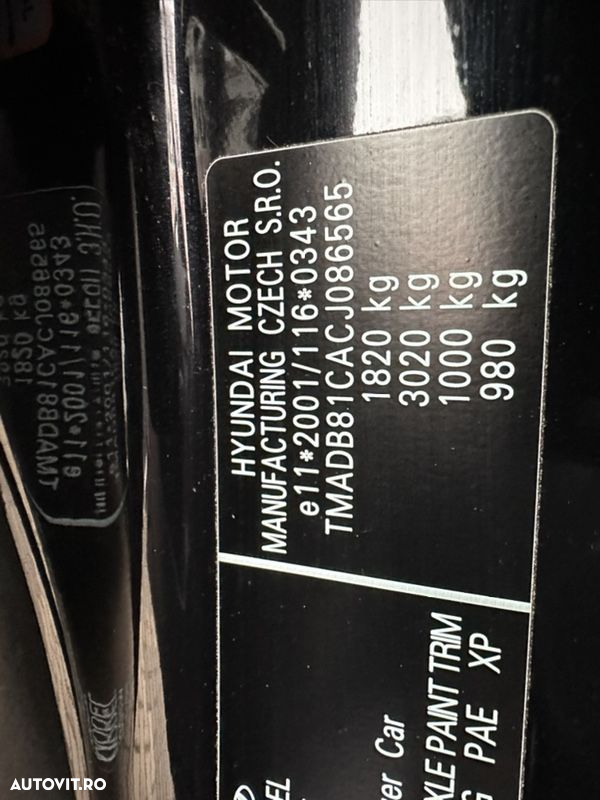 HYUNDAI MOTOR
MANUFACTURING CZECH S.R.O.
e11*2001/116*0343
TMADB81CACJ086565
1820 kg
3020 kg
1000 kg
980 kg
Car
PAINT TRIM
PAE XP
AUTOVIT.RO